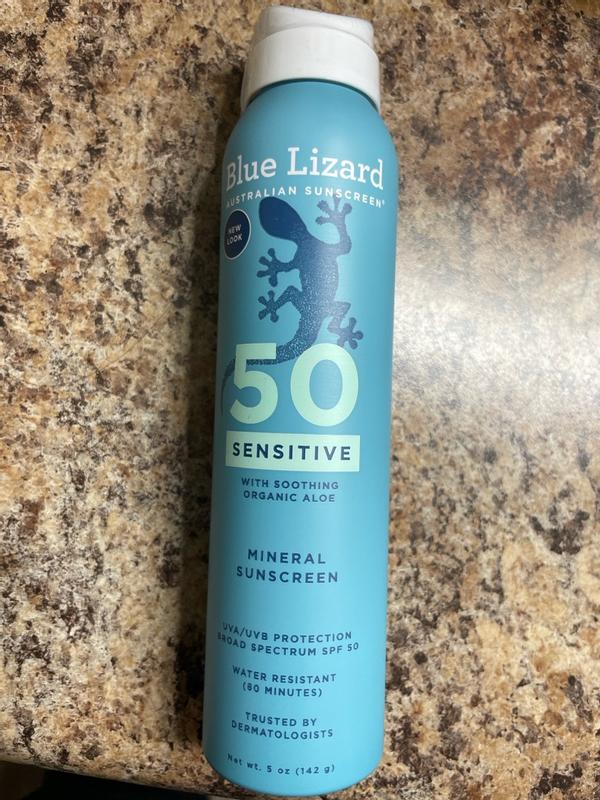 Blue Lizard
AUSTRALIAN SUNSCREEN®
NEW
LOOK
50
SENSITIVE
WITH SOOTHING
ORGANIC ALOE
MINERAL
SUNSCREEN
UVA/UVB PROTECTION
BROAD SPECTRUM SPF 50
WATER RESISTANT
(80 MINUTES)
TRUSTED BY
DERMATOLOGISTS
Net wt. 5 oz (142 g)